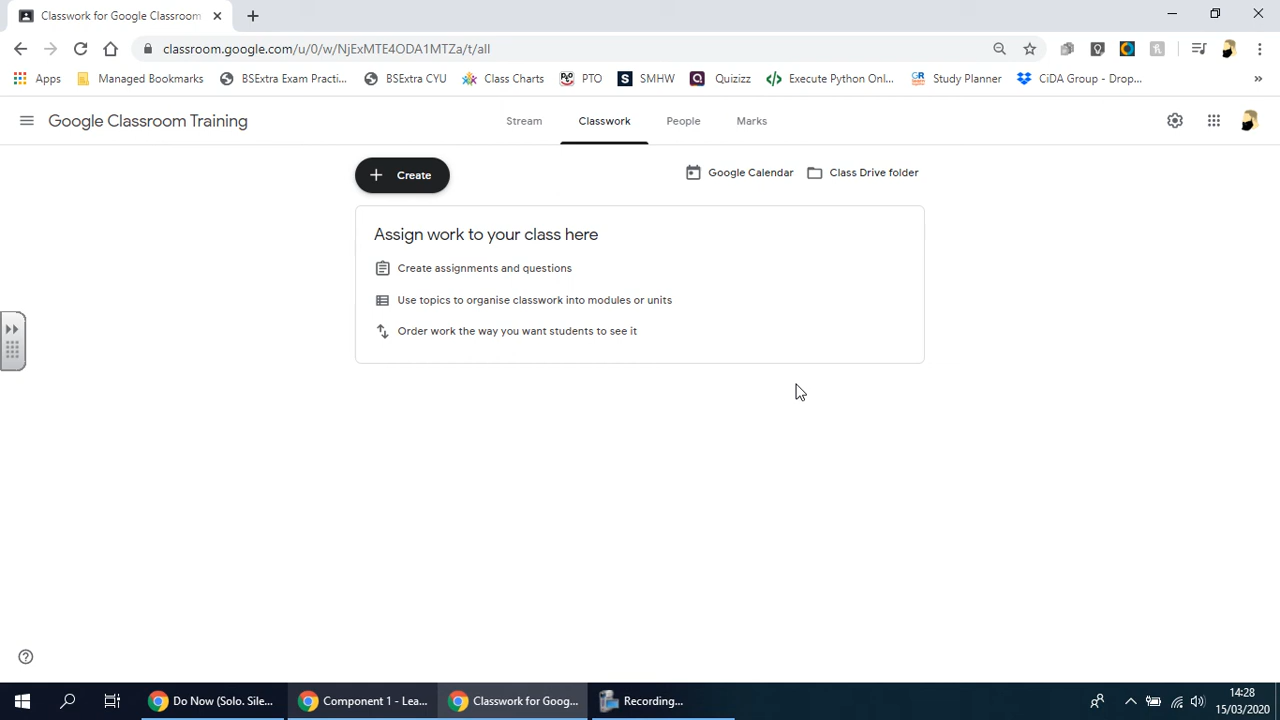 Classwork for Google Classroom
classroom.google.com/u/0/w/NjExMTE4ODA1MTZa/t/all
Apps Managed Bookmarks BSExtra Exam Practi... BSExtra CYU Class Charts PTO SMHW Quizizz Execute Python Onl... Study Planner CiDA Group - Drop... »
Google Classroom Training Stream Classwork People Marks
Create Google Calendar Class Drive folder
Assign work to your class here
Create assignments and questions
Use topics to organise classwork into modules or units
Order work the way you want students to see it
Do Now (Solo. Sile... Component 1 - Lea... Classwork for Goog... Recording... 14:28
15/03/2020